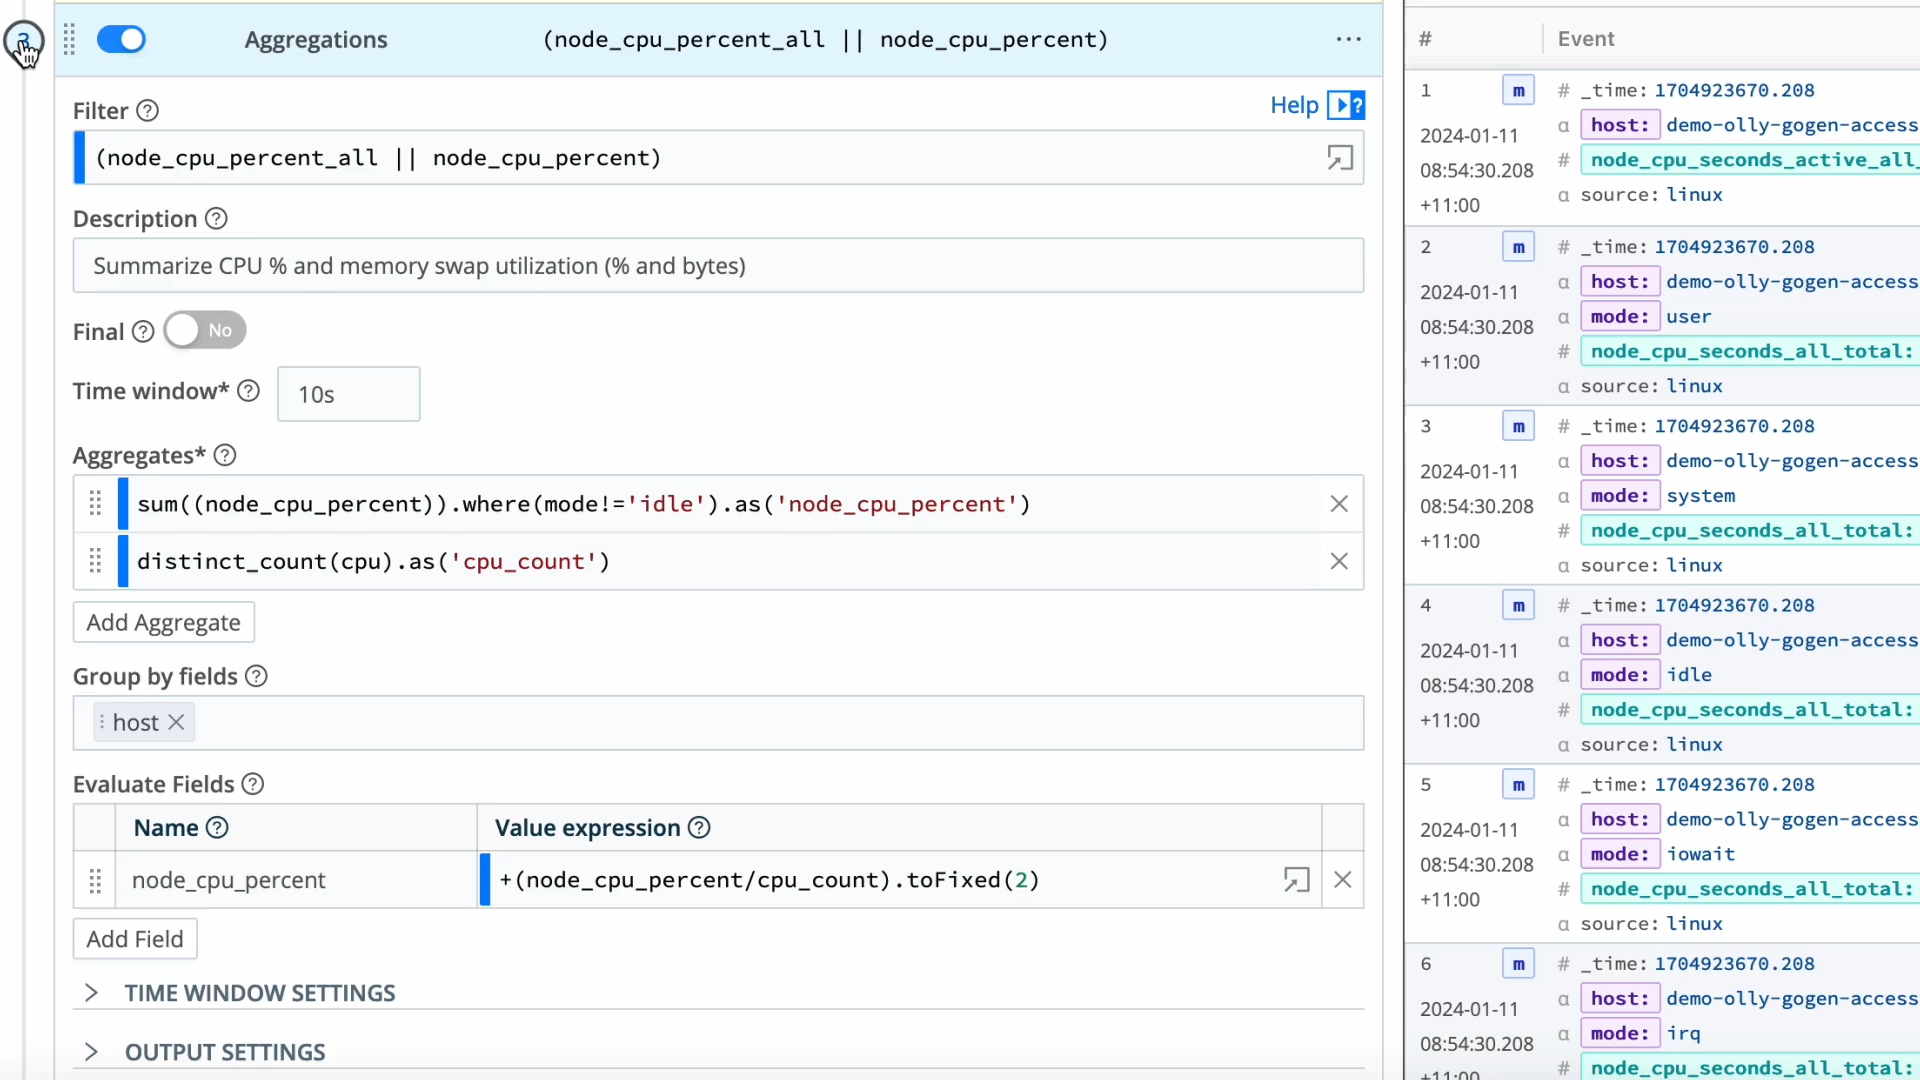 3
Aggregations
(node_cpu_percent_all || node_cpu_percent)
...
Filter ?
Help ?
(node_cpu_percent_all || node_cpu_percent)
Description ?
Summarize CPU % and memory swap utilization (% and bytes)
Final ? No
Time window* ? 10s
Aggregates* ?
sum((node_cpu_percent)).where(mode!='idle').as('node_cpu_percent')
distinct_count(cpu).as('cpu_count')
Add Aggregate
Group by fields ?
host
Evaluate Fields ?
Name ? Value expression ?
node_cpu_percent +(node_cpu_percent/cpu_count).toFixed(2)
Add Field
TIME WINDOW SETTINGS
OUTPUT SETTINGS
# Event
1 m
2024-01-11
08:54:30.208
+11:00
# _time: 1704923670.208
α host: demo-olly-gogen-access
# node_cpu_seconds_active_all_
α source: linux
2 m
2024-01-11
08:54:30.208
+11:00
# _time: 1704923670.208
α host: demo-olly-gogen-access
α mode: user
# node_cpu_seconds_all_total:
α source: linux
3 m
2024-01-11
08:54:30.208
+11:00
# _time: 1704923670.208
α host: demo-olly-gogen-access
α mode: system
# node_cpu_seconds_all_total:
α source: linux
4 m
2024-01-11
08:54:30.208
+11:00
# _time: 1704923670.208
α host: demo-olly-gogen-access
α mode: idle
# node_cpu_seconds_all_total:
α source: linux
5 m
2024-01-11
08:54:30.208
+11:00
# _time: 1704923670.208
α host: demo-olly-gogen-access
α mode: iowait
# node_cpu_seconds_all_total:
α source: linux
6 m
2024-01-11
08:54:30.208
+11:00
# _time: 1704923670.208
α host: demo-olly-gogen-access
α mode: irq
# node_cpu_seconds_all_total: